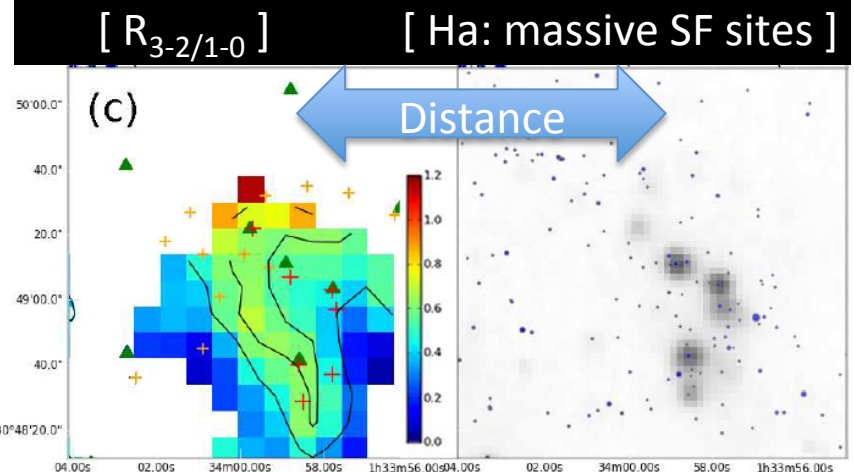 [ R3-2/1-0 ] [ Ha: massive SF sites ]
(c)
Distance
50'00.0"
40.0"
20.0"
49'00.0"
40.0"
0°48'20.0"
1.2
1.0
0.8
0.6
0.4
0.2
0.0
04.00s 02.00s 34m00.00s 58.00s 1h33m56.00s
04.00s 02.00s 34m00.00s 58.00s 1h33m56.00s